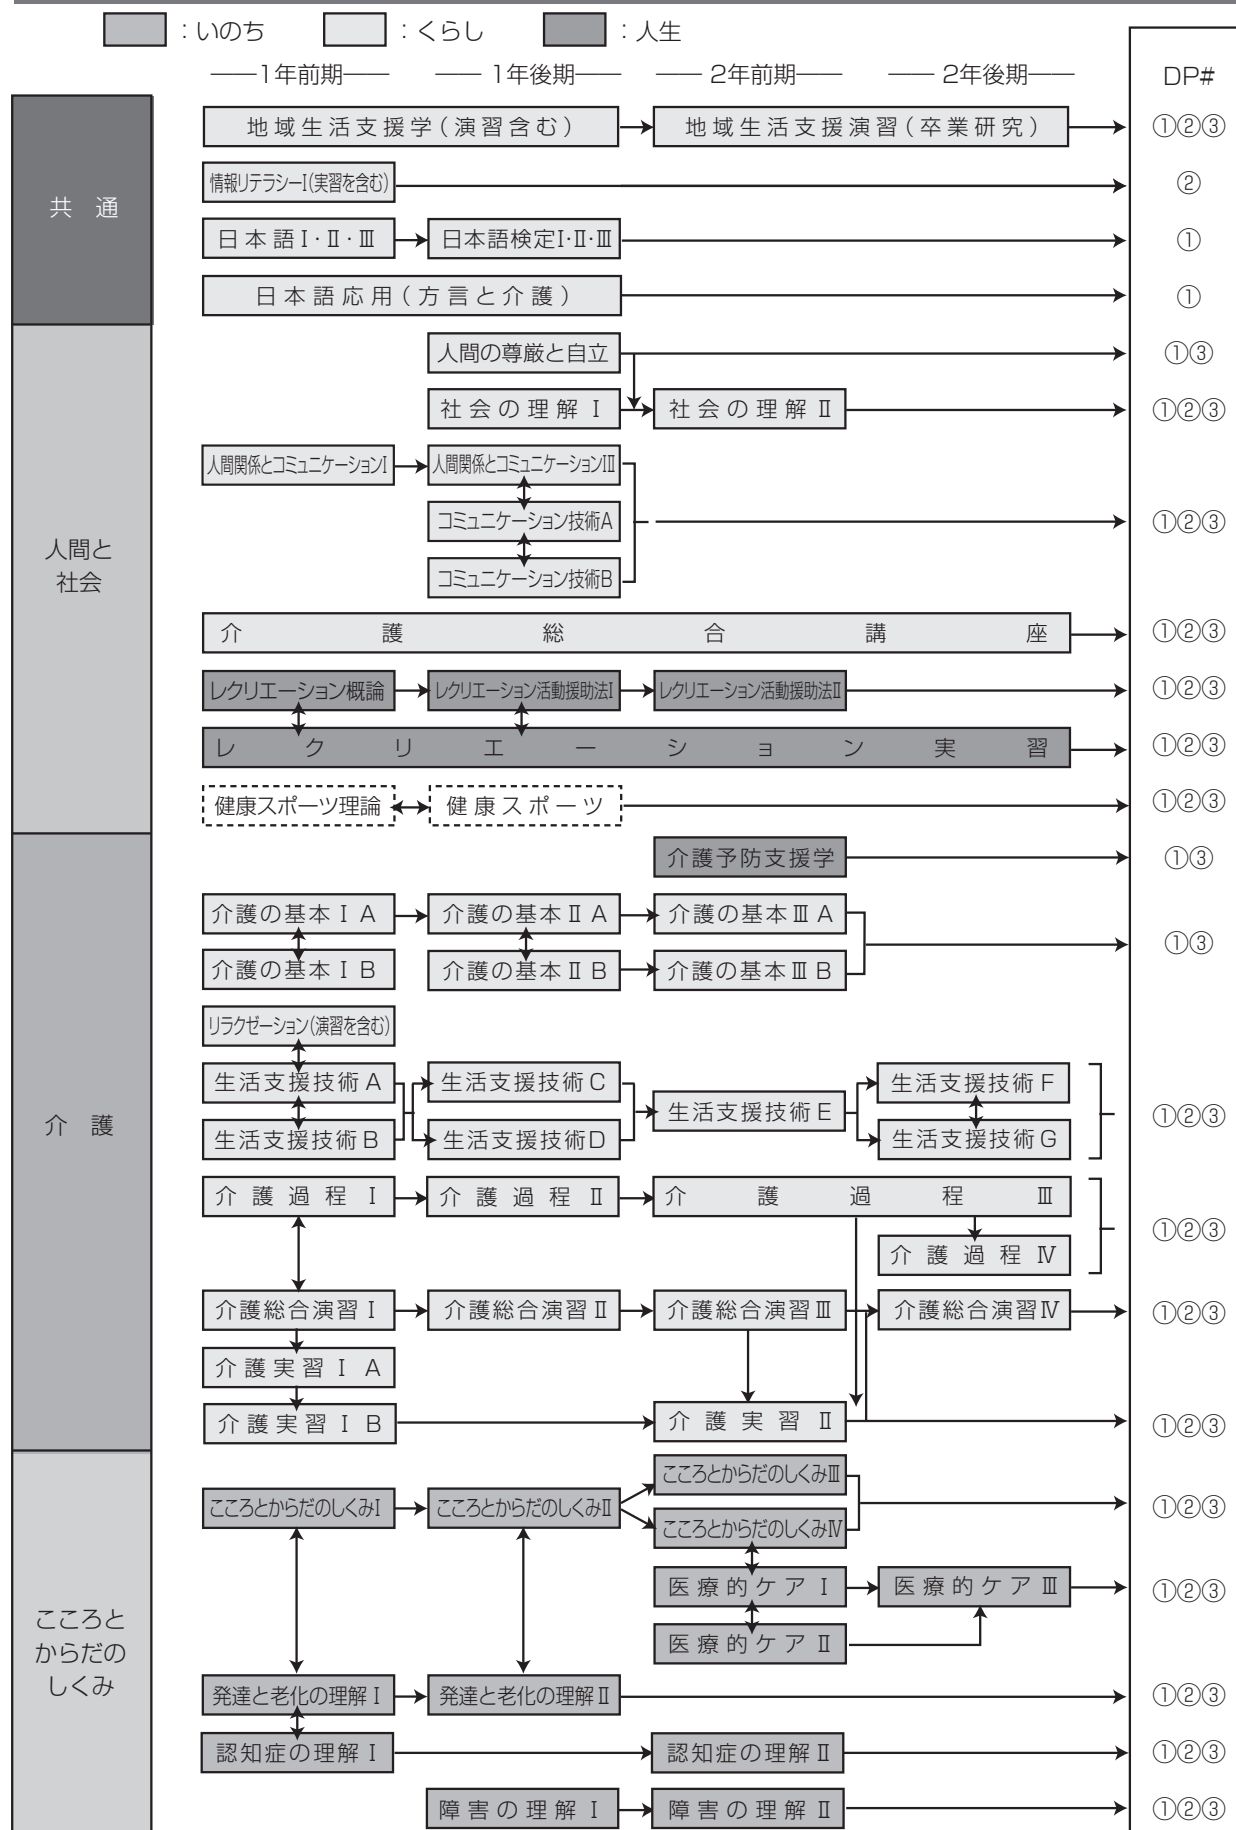 ：いのち ：くらし ：人生
1年前期 1年後期 2年前期 2年後期 DP#
共 通
地域生活支援学(演習含む) 地域生活支援演習(卒業研究) ①②③
情報リテラシーⅠ(実習を含む) ②
日本語Ⅰ・Ⅱ・Ⅲ 日本語検定Ⅰ・Ⅱ・Ⅲ ①
日本語応用(方言と介護) ①
人間と
社会
人間の尊厳と自立 ①③
社会の理解Ⅰ 社会の理解Ⅱ ①②③
人間関係とコミュニケーションⅠ 人間関係とコミュニケーションⅢ
コミュニケーション技術A ①②③
コミュニケーション技術B
介護総合講座 ①②③
レクリエーション概論 レクリエーション活動援助法Ⅰ レクリエーション活動援助法Ⅱ ①②③
レクリエーション実習 ①②③
健康スポーツ理論 健康スポーツ ①②③
介 護
介護予防支援学 ①③
介護の基本ⅠA 介護の基本ⅡA 介護の基本ⅢA
①③
介護の基本ⅠB 介護の基本ⅡB 介護の基本ⅢB
リラクゼーション(演習を含む)
生活支援技術A 生活支援技術C 生活支援技術F
生活支援技術E ①②③
生活支援技術B 生活支援技術D 生活支援技術G
介護過程Ⅰ 介護過程Ⅱ 介護過程Ⅲ
①②③
介護過程Ⅳ
介護総合演習Ⅰ 介護総合演習Ⅱ 介護総合演習Ⅲ 介護総合演習Ⅳ ①②③
介護実習ⅠA
介護実習ⅠB 介護実習Ⅱ ①②③
こころと
からだの
しくみ
こころとからだのしくみⅢ
こころとからだのしくみⅠ こころとからだのしくみⅡ ①②③
こころとからだのしくみⅣ
医療的ケアⅠ 医療的ケアⅢ ①②③
医療的ケアⅡ
発達と老化の理解Ⅰ 発達と老化の理解Ⅱ ①②③
認知症の理解Ⅰ 認知症の理解Ⅱ ①②③
障害の理解Ⅰ 障害の理解Ⅱ ①②③